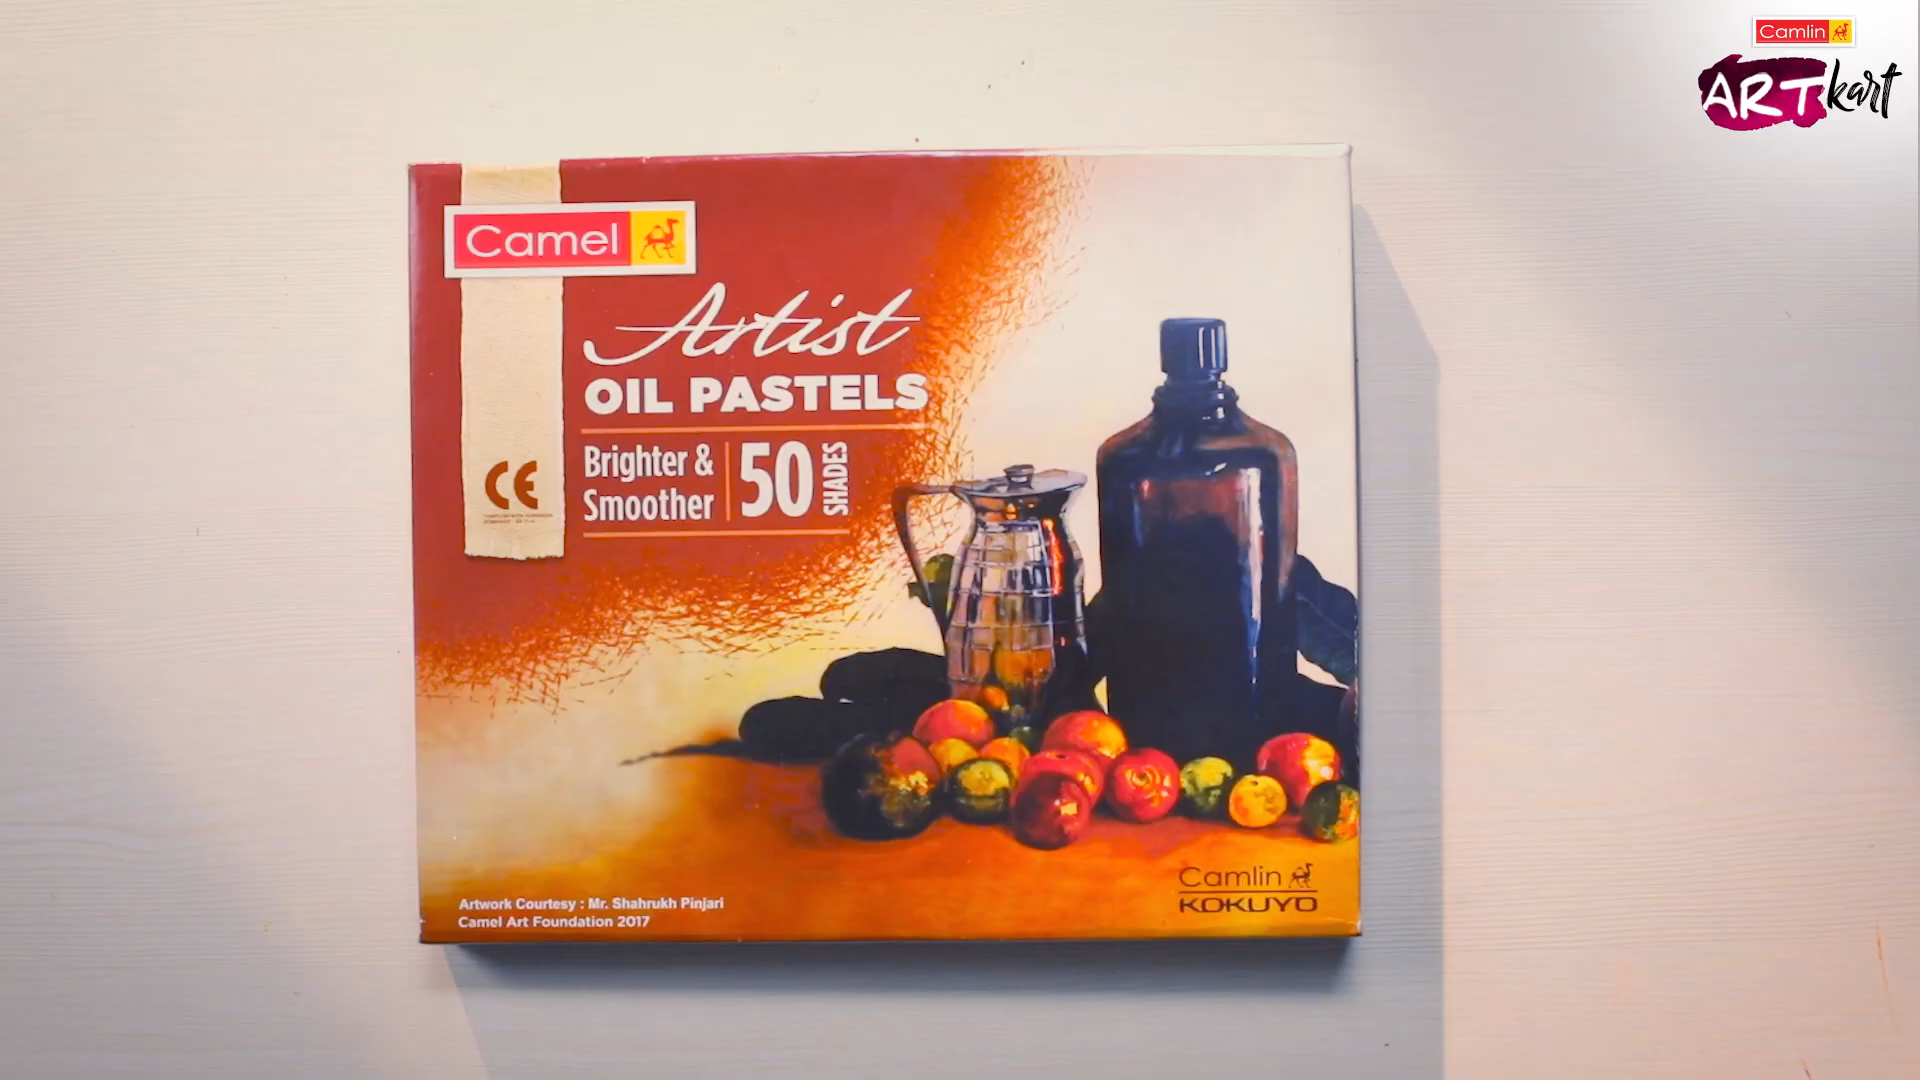 Camlin
ARTkart
Camel
Artist
OIL PASTELS
Brighter &
Smoother
50
SHADES
CE
Artwork Courtesy : Mr. Shahrukh Pinjari
Camel Art Foundation 2017
Camlin
KOKUYO